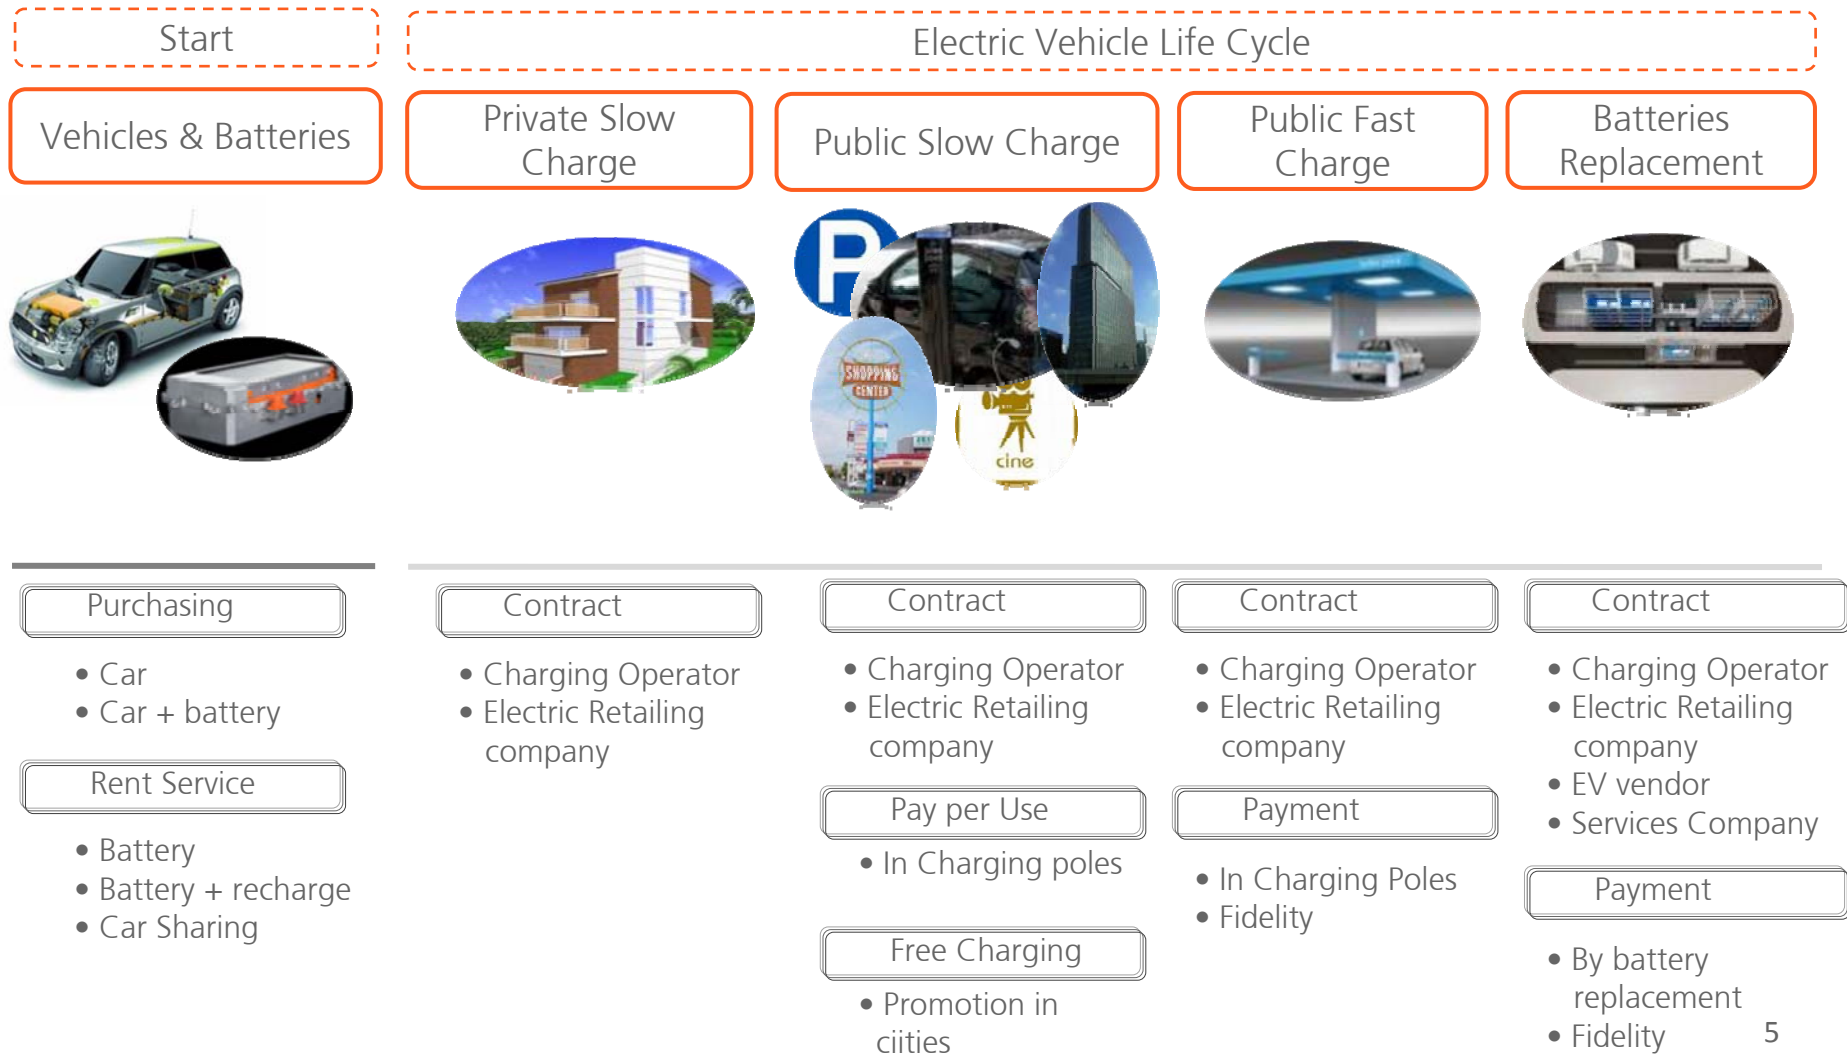 Start
Electric Vehicle Life Cycle
Vehicles & Batteries
Private Slow
Charge
Public Slow Charge
Public Fast
Charge
Batteries
Replacement
P
SHOPPING
CENTER
cine
Purchasing
• Car
• Car + battery
Rent Service
• Battery
• Battery + recharge
• Car Sharing
Contract
• Charging Operator
• Electric Retailing
company
Contract
• Charging Operator
• Electric Retailing
company
Pay per Use
• In Charging poles
Free Charging
• Promotion in
ciities
Contract
• Charging Operator
• Electric Retailing
company
Payment
• In Charging Poles
• Fidelity
Contract
• Charging Operator
• Electric Retailing
company
• EV vendor
• Services Company
Payment
• By battery
replacement
• Fidelity
5